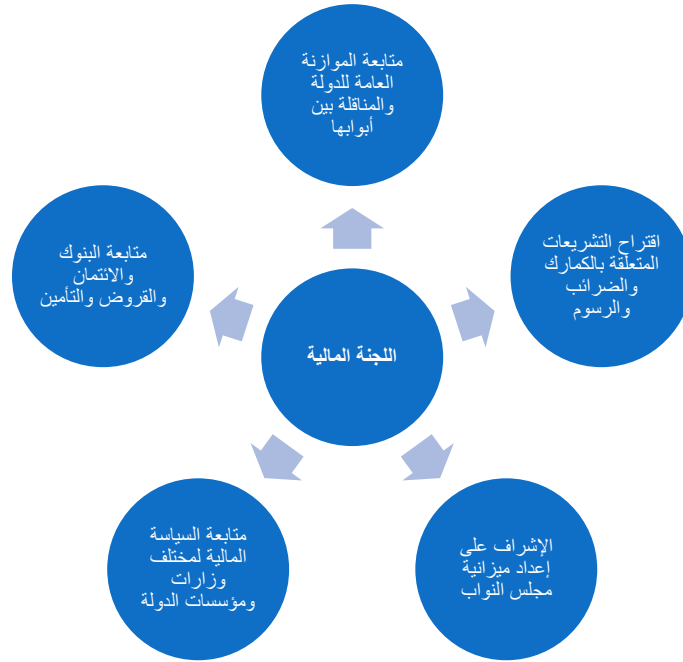 متابعة الموازنة
العامة للدولة
والمناقلة بين
أبوابها
اقتراح التشريعات
المتعلقة بالكمارك
والضرائب
والرسوم
الإشراف على
إعداد ميزانية
مجلس النواب
متابعة السياسة
المالية لمختلف
وزارات
ومؤسسات الدولة
متابعة البنوك
والائتمان
والقروض والتأمين
اللجنة المالية